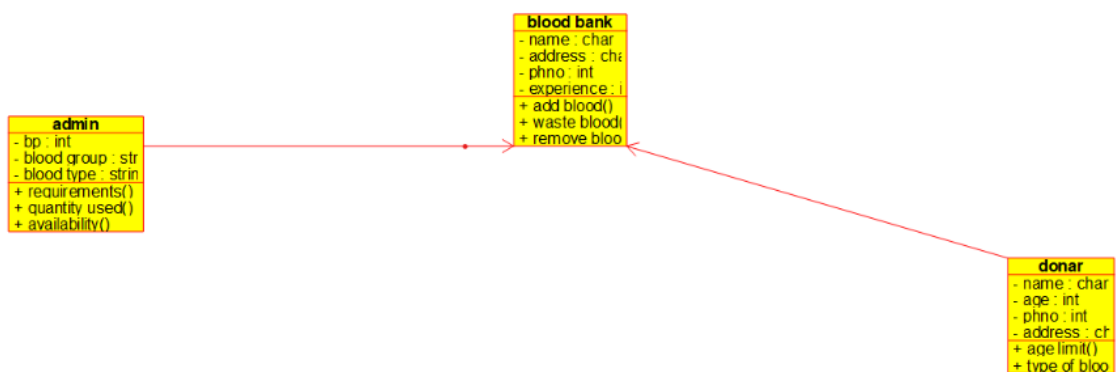 blood bank
- name : char
- address : cha
- phno : int
- experience : i
+ add blood()
+ waste blood(
+ remove bloo
admin
- bp : int
- blood group : str
- blood type : strin
+ requirements()
+ quantity used()
+ availability()
donar
- name : char
- age : int
- phno : int
- address : ch
+ age limit()
+ type of bloo